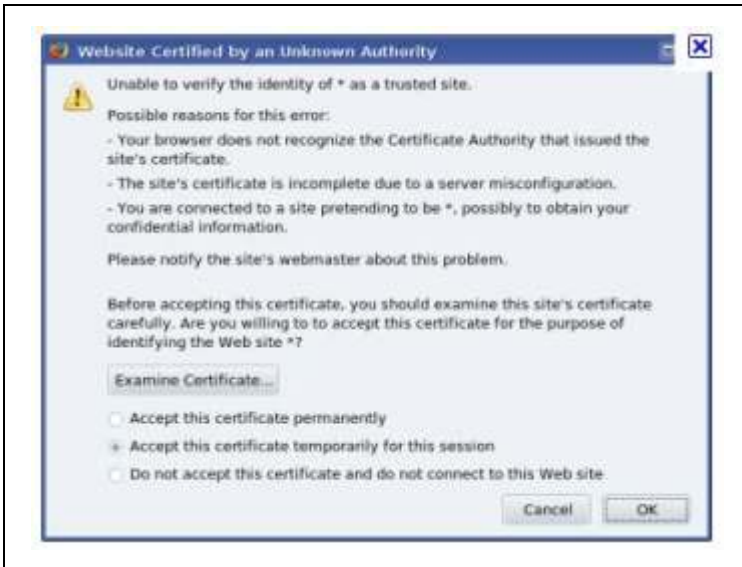 Website Certified by an Unknown Authority
Unable to verify the identity of * as a trusted site.
Possible reasons for this error:
- Your browser does not recognize the Certificate Authority that issued the
site's certificate.
- The site's certificate is incomplete due to a server misconfiguration.
- You are connected to a site pretending to be *, possibly to obtain your
confidential information.
Please notify the site's webmaster about this problem.
Before accepting this certificate, you should examine this site's certificate
carefully. Are you willing to to accept this certificate for the purpose of
identifying the Web site *?
Examine Certificate...
Accept this certificate permanently
Accept this certificate temporarily for this session
Do not accept this certificate and do not connect to this Web site
Cancel OK